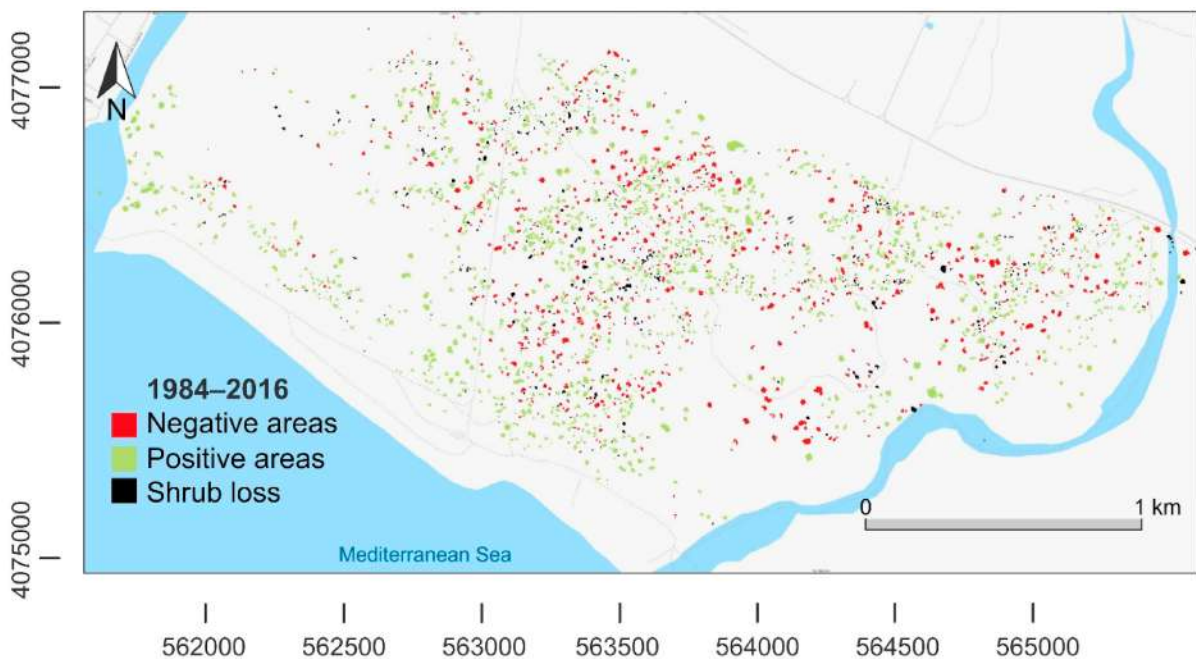 4077000
4076000
4075000
N
1984–2016
Negative areas
Positive areas
Shrub loss
0 1 km
Mediterranean Sea
562000 562500 563000 563500 564000 564500 565000